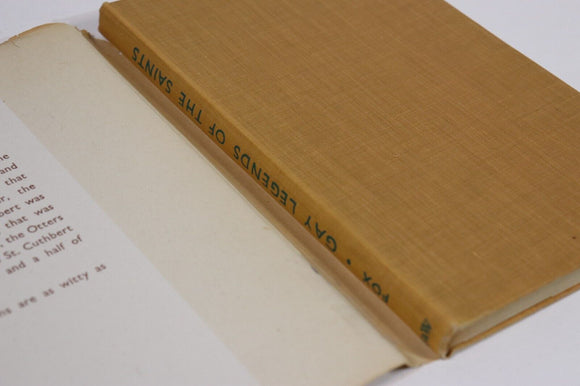 FOX • GAY LEGENDS OF THE SAINTS
ne
and
that
r, the
bert was
that was
, the Otters
St. Cuthbert
and a half of
ns are as witty as